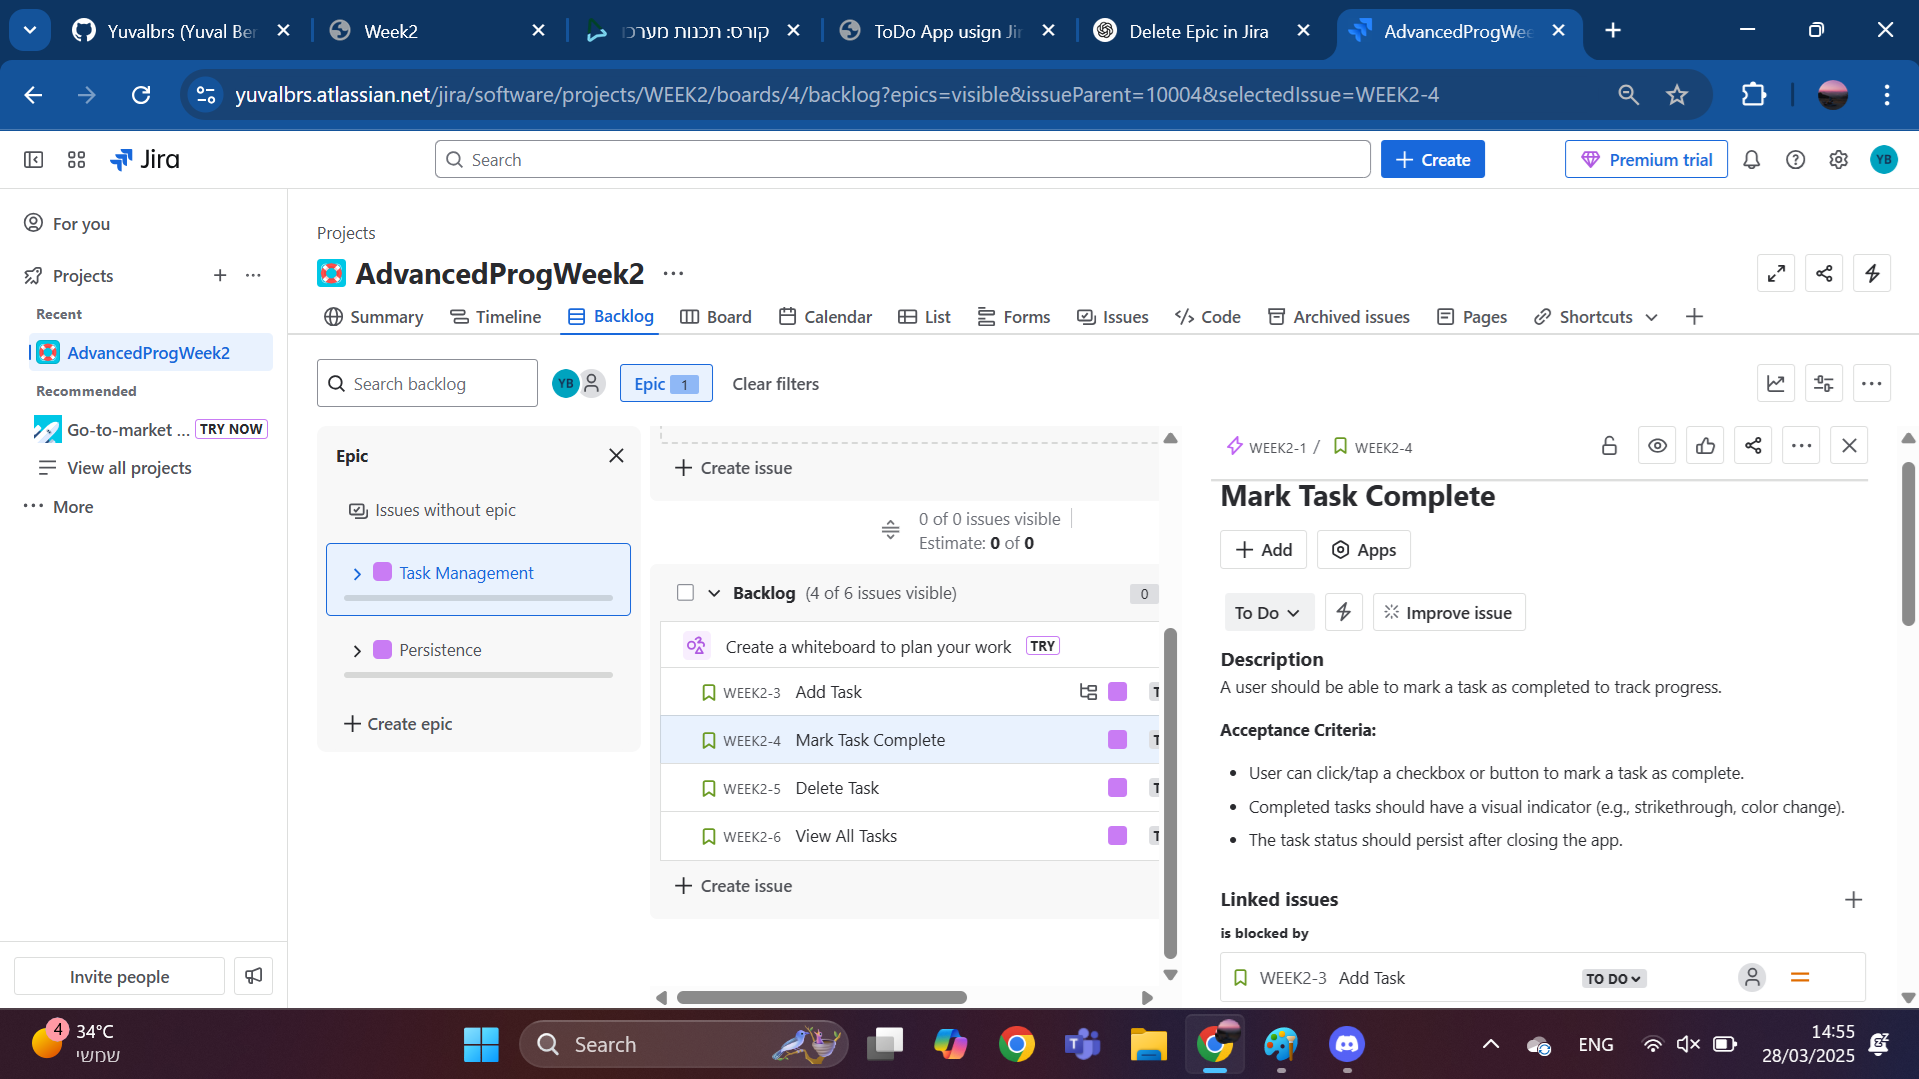 Yuvalbrs (Yuval Ber
Week2
קורס: תכנות מערכו
ToDo App usign Jir
Delete Epic in Jira
AdvancedProgWee
yuvalbrs.atlassian.net/jira/software/projects/WEEK2/boards/4/backlog?epics=visible&issueParent=10004&selectedIssue=WEEK2-4
Jira
Search
Create
Premium trial
YB
For you
Projects
Recent
AdvancedProgWeek2
Recommended
Go-to-market ... TRY NOW
View all projects
More
Invite people
Projects
AdvancedProgWeek2
Summary Timeline Backlog Board Calendar List Forms Issues Code Archived issues Pages Shortcuts
Search backlog
YB
Epic 1
Clear filters
Epic
Issues without epic
Task Management
Persistence
Create epic
Create issue
0 of 0 issues visible
Estimate: 0 of 0
Backlog (4 of 6 issues visible) 0
Create a whiteboard to plan your work TRY
WEEK2-3 Add Task
WEEK2-4 Mark Task Complete
WEEK2-5 Delete Task
WEEK2-6 View All Tasks
Create issue
WEEK2-1 / WEEK2-4
Mark Task Complete
Add Apps
To Do Improve issue
Description
A user should be able to mark a task as completed to track progress.
Acceptance Criteria:
• User can click/tap a checkbox or button to mark a task as complete.
• Completed tasks should have a visual indicator (e.g., strikethrough, color change).
• The task status should persist after closing the app.
Linked issues
is blocked by
WEEK2-3 Add Task TO DO
4
34°C
שמשי
Search
ENG
14:55
28/03/2025